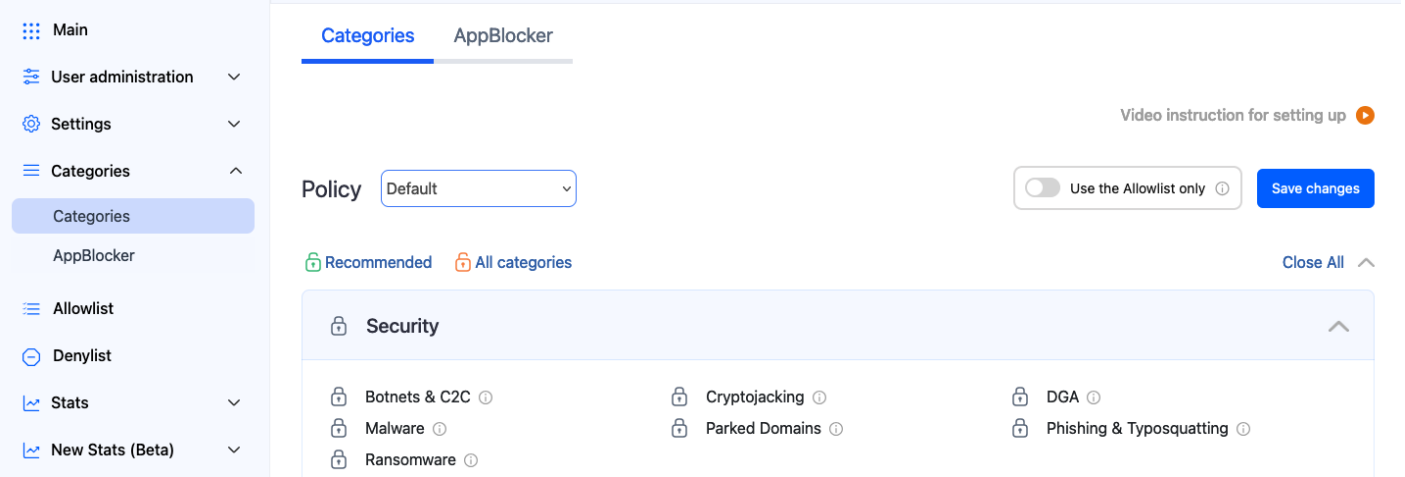 Main
User administration
Settings
Categories
Categories
AppBlocker
Allowlist
Denylist
Stats
New Stats (Beta)
Categories AppBlocker
Video instruction for setting up
Policy Default Use the Allowlist only Save changes
Recommended All categories Close All
Security
Botnets & C2C Cryptojacking DGA
Malware Parked Domains Phishing & Typosquatting
Ransomware